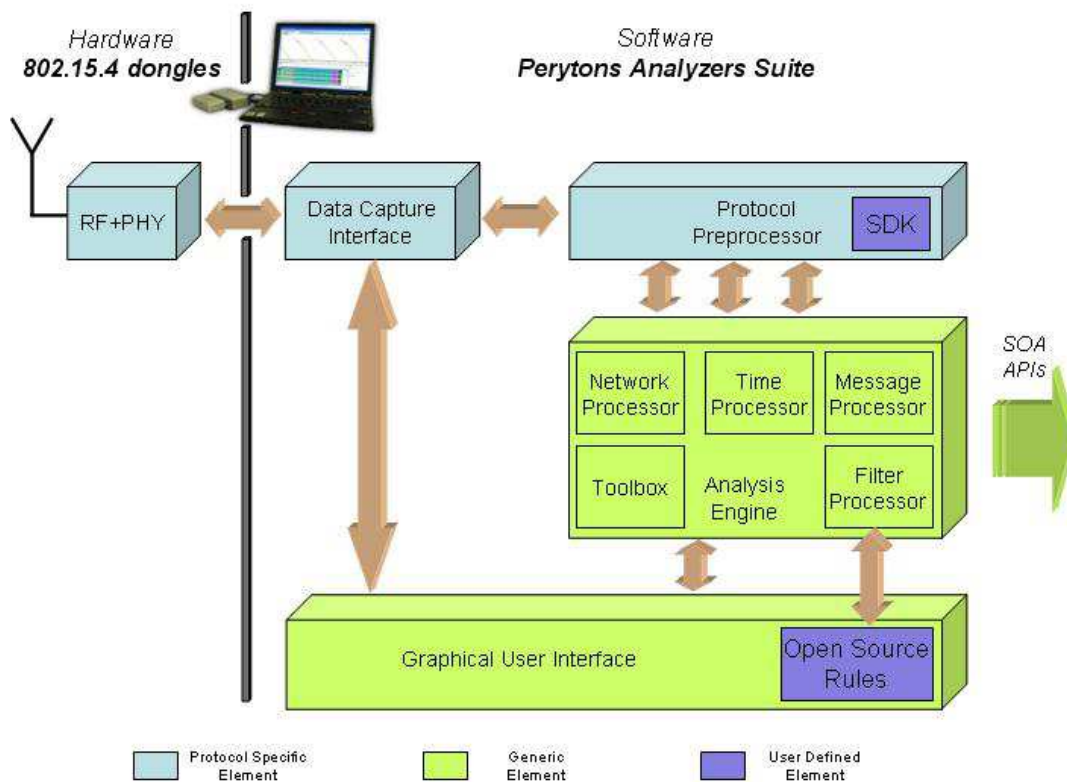 Hardware
802.15.4 dongles
Software
Perytons Analyzers Suite
RF+PHY
Data Capture
Interface
Protocol
Preprocessor
SDK
Network
Processor
Time
Processor
Message
Processor
Toolbox
Analysis
Engine
Filter
Processor
SOA
APIs
Graphical User Interface
Open Source
Rules
Protocol Specific
Element
Generic
Element
User Defined
Element